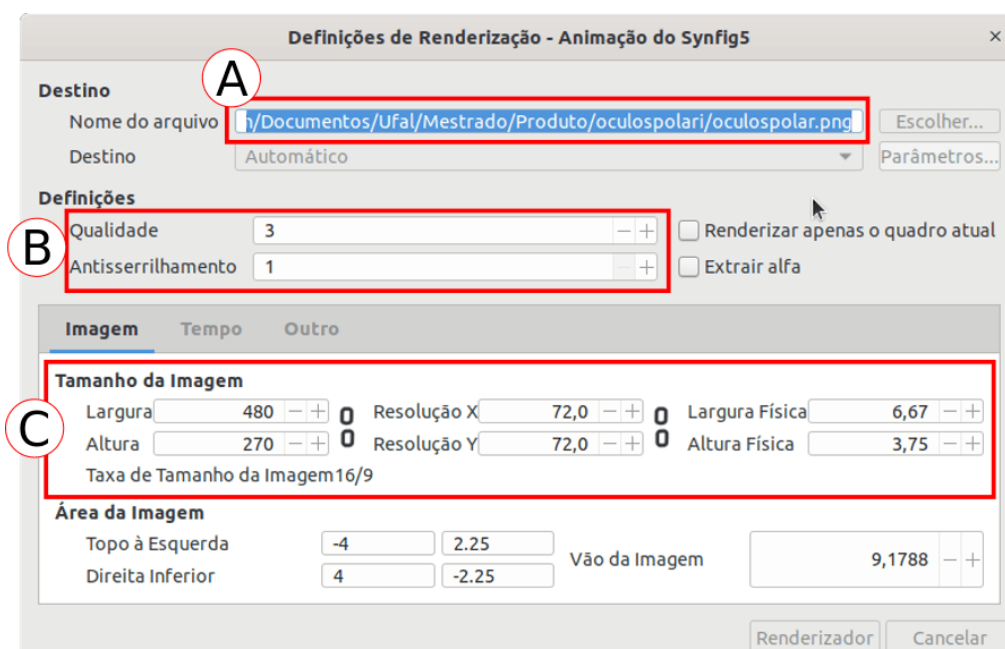 Definições de Renderização - Animação do Synfig5 ×
A
Destino
Nome do arquivo n/Documentos/Ufal/Mestrado/Produto/oculospolari/oculospolar.png Escolher...
Destino Automático Parâmetros...
Definições
B
Qualidade 3 − + Renderizar apenas o quadro atual
Antisserrilhamento 1 − + Extrair alfa
Imagem Tempo Outro
C
Tamanho da Imagem
Largura 480 − + Resolução X 72,0 − + Largura Física 6,67 − +
Altura 270 − + Resolução Y 72,0 − + Altura Física 3,75 − +
Taxa de Tamanho da Imagem16/9
Área da Imagem
Topo à Esquerda -4 2.25
Vão da Imagem 9,1788 − +
Direita Inferior 4 -2.25
Renderizador Cancelar